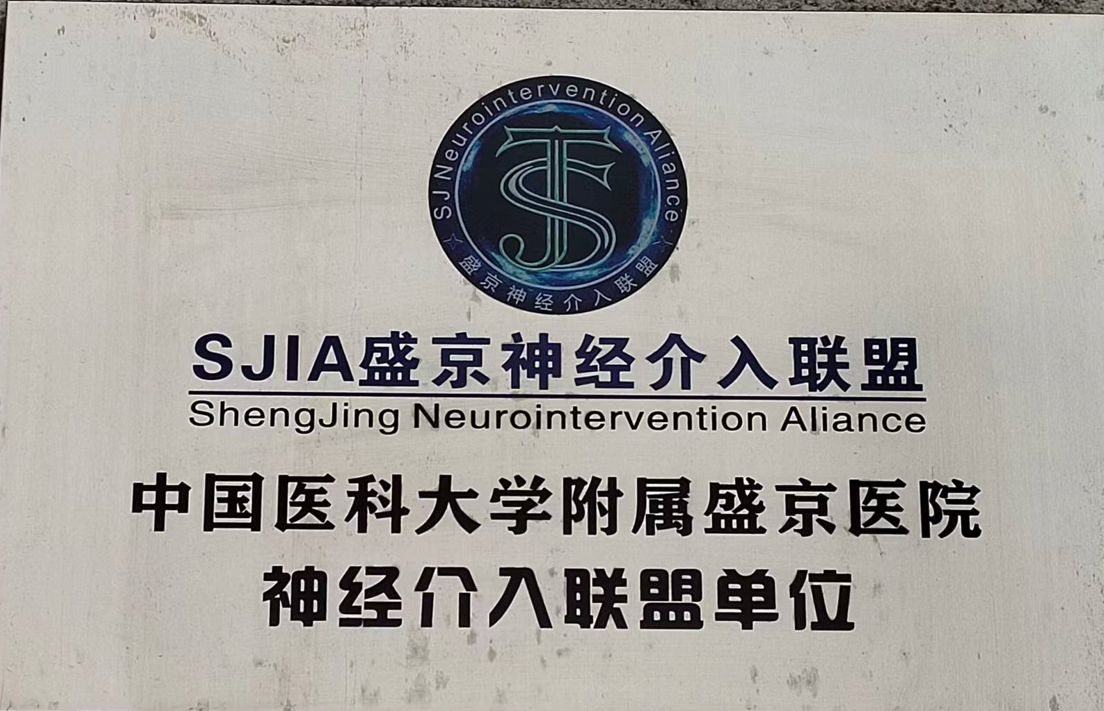 SJ Neurointervention Aliance
盛京神经介入联盟
SJIA盛京神经介入联盟
ShengJing Neurointervention Aliance
中国医科大学附属盛京医院
神经介入联盟单位